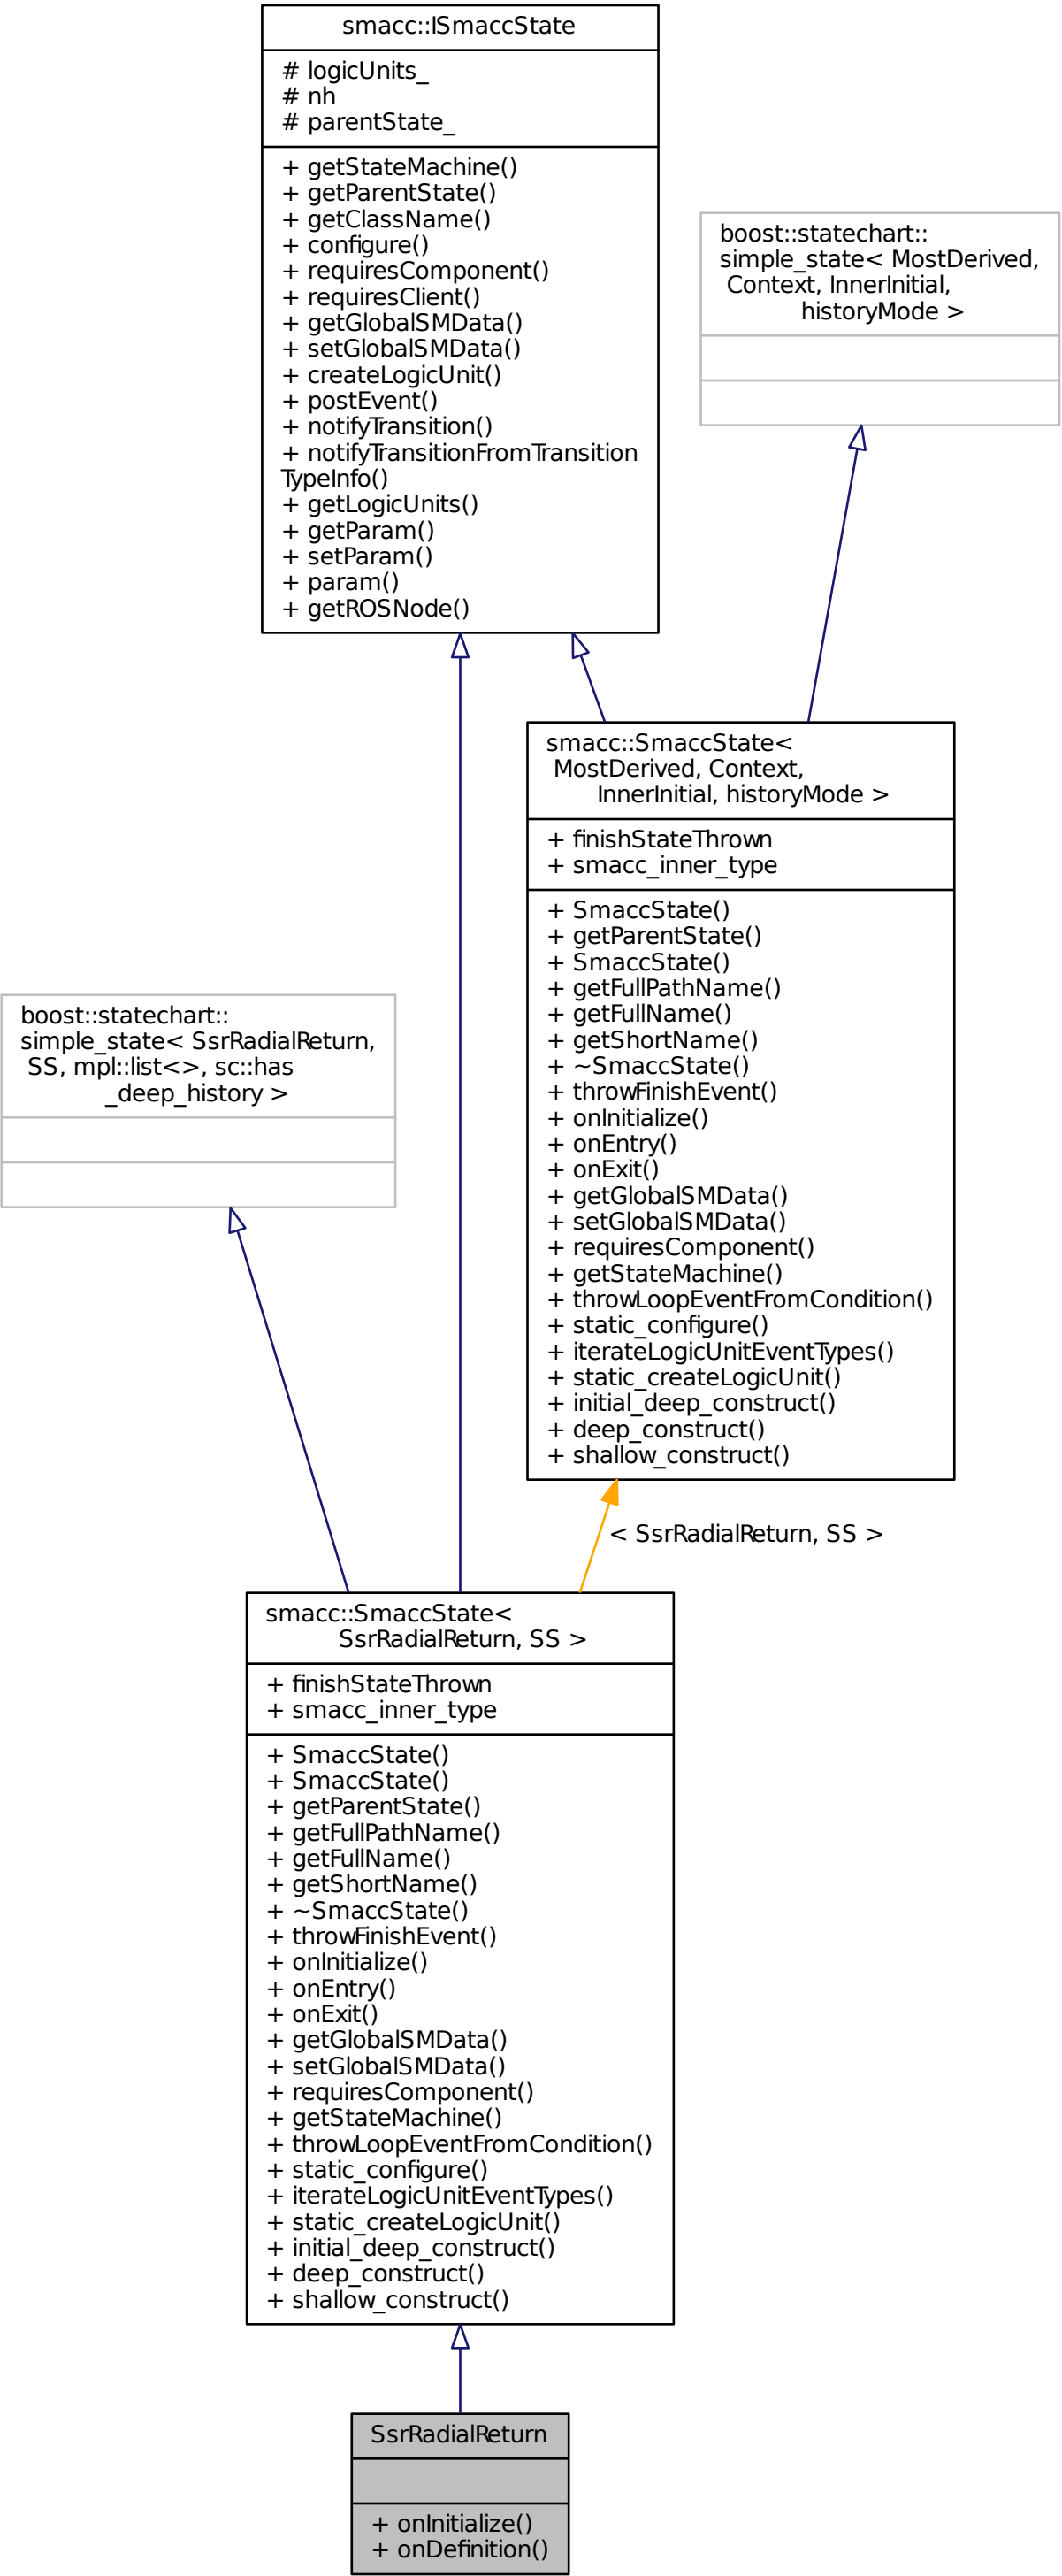 smacc::ISmaccState
# logicUnits_
# nh
# parentState_
+ getStateMachine()
+ getParentState()
+ getClassName()
+ configure()
+ requiresComponent()
+ requiresClient()
+ getGlobalSMData()
+ setGlobalSMData()
+ createLogicUnit()
+ postEvent()
+ notifyTransition()
+ notifyTransitionFromTransition
TypeInfo()
+ getLogicUnits()
+ getParam()
+ setParam()
+ param()
+ getROSNode()
boost::statechart::
simple_state< MostDerived,
Context, InnerInitial,
historyMode >
smacc::SmaccState<
MostDerived, Context,
InnerInitial, historyMode >
+ finishStateThrown
+ smacc_inner_type
+ SmaccState()
+ getParentState()
+ SmaccState()
+ getFullPathName()
+ getFullName()
+ getShortName()
+ ~SmaccState()
+ throwFinishEvent()
+ onInitialize()
+ onEntry()
+ onExit()
+ getGlobalSMData()
+ setGlobalSMData()
+ requiresComponent()
+ getStateMachine()
+ throwLoopEventFromCondition()
+ static_configure()
+ iterateLogicUnitEventTypes()
+ static_createLogicUnit()
+ initial_deep_construct()
+ deep_construct()
+ shallow_construct()
boost::statechart::
simple_state< SsrRadialReturn,
SS, mpl::list<>, sc::has
_deep_history >
< SsrRadialReturn, SS >
smacc::SmaccState<
SsrRadialReturn, SS >
+ finishStateThrown
+ smacc_inner_type
+ SmaccState()
+ SmaccState()
+ getParentState()
+ getFullPathName()
+ getFullName()
+ getShortName()
+ ~SmaccState()
+ throwFinishEvent()
+ onInitialize()
+ onEntry()
+ onExit()
+ getGlobalSMData()
+ setGlobalSMData()
+ requiresComponent()
+ getStateMachine()
+ throwLoopEventFromCondition()
+ static_configure()
+ iterateLogicUnitEventTypes()
+ static_createLogicUnit()
+ initial_deep_construct()
+ deep_construct()
+ shallow_construct()
SsrRadialReturn
+ onInitialize()
+ onDefinition()